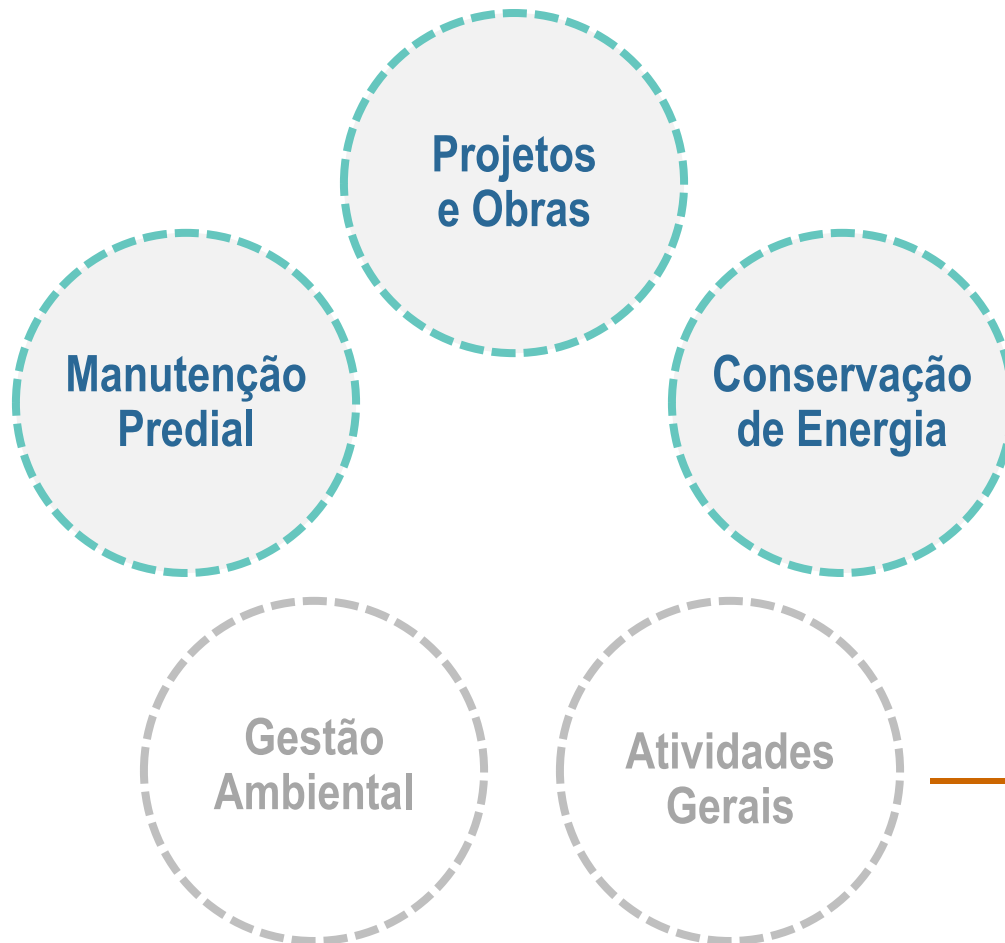 Projetos
e Obras
Manutenção
Predial
Conservação
de Energia
Gestão
Ambiental
Atividades
Gerais